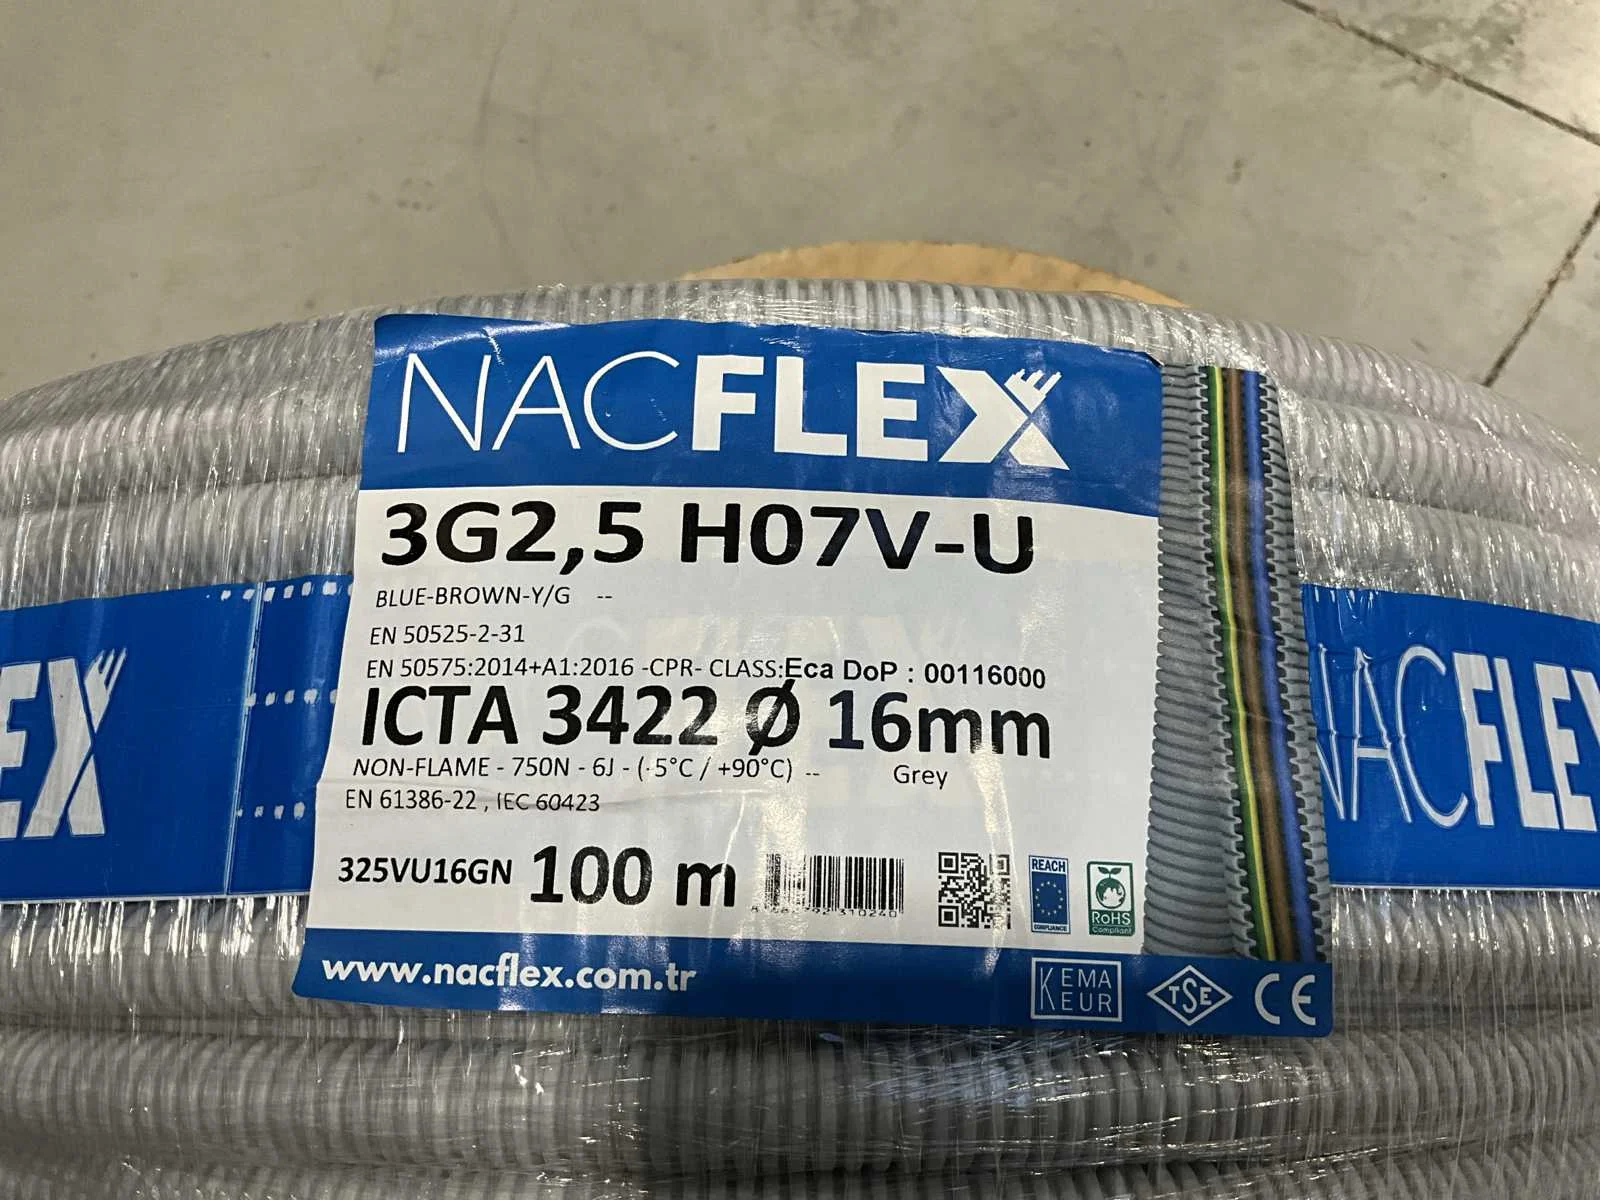 NACFLEX
3G2,5 H07V-U
BLUE-BROWN-Y/G --
EN 50525-2-31
EN 50575:2014+A1:2016 -CPR- CLASS:Eca DoP : 00116000
ICTA 3422 Ø 16mm
NON-FLAME - 750N - 6J - (-5°C / +90°C) -- Grey
EN 61386-22 , IEC 60423
325VU16GN 100 m
REACH
COMPLIANCE
RoHS
Compliant
www.nacflex.com.tr
KEMA
KEUR
TSE
CE
EX
NACFLEX